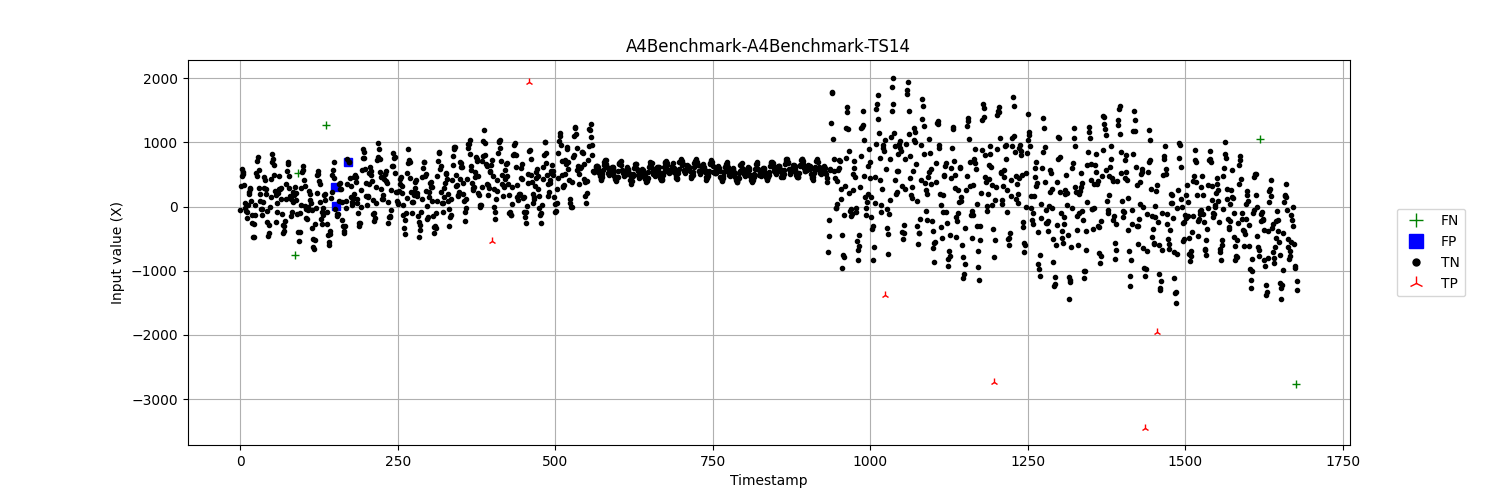 A4Benchmark-A4Benchmark-TS14
2000
1000
0
−1000
−2000
−3000
Input value (X)
0 250 500 750 1000 1250 1500 1750
Timestamp
FN
FP
TN
TP